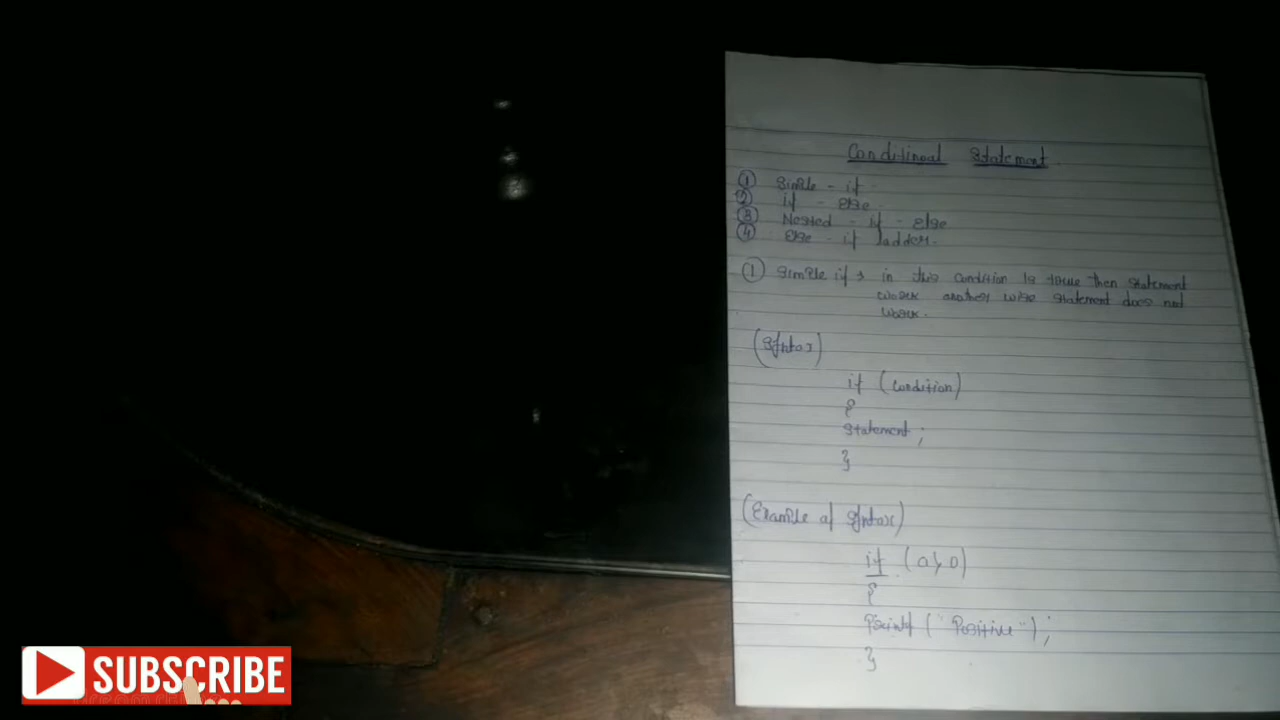 Conditinoal Statement
① Simple - if
② if - else
③ Nested - if - else
④ else - if ladder.
① Simple if → in this condition is true then statement
work another wise statement does not
work.
(Syntax)
if (condition)
{
statement;
}
(Example of Syntax)
if (a>0)
{
Printf ("Positive");
}
SUBSCRIBE